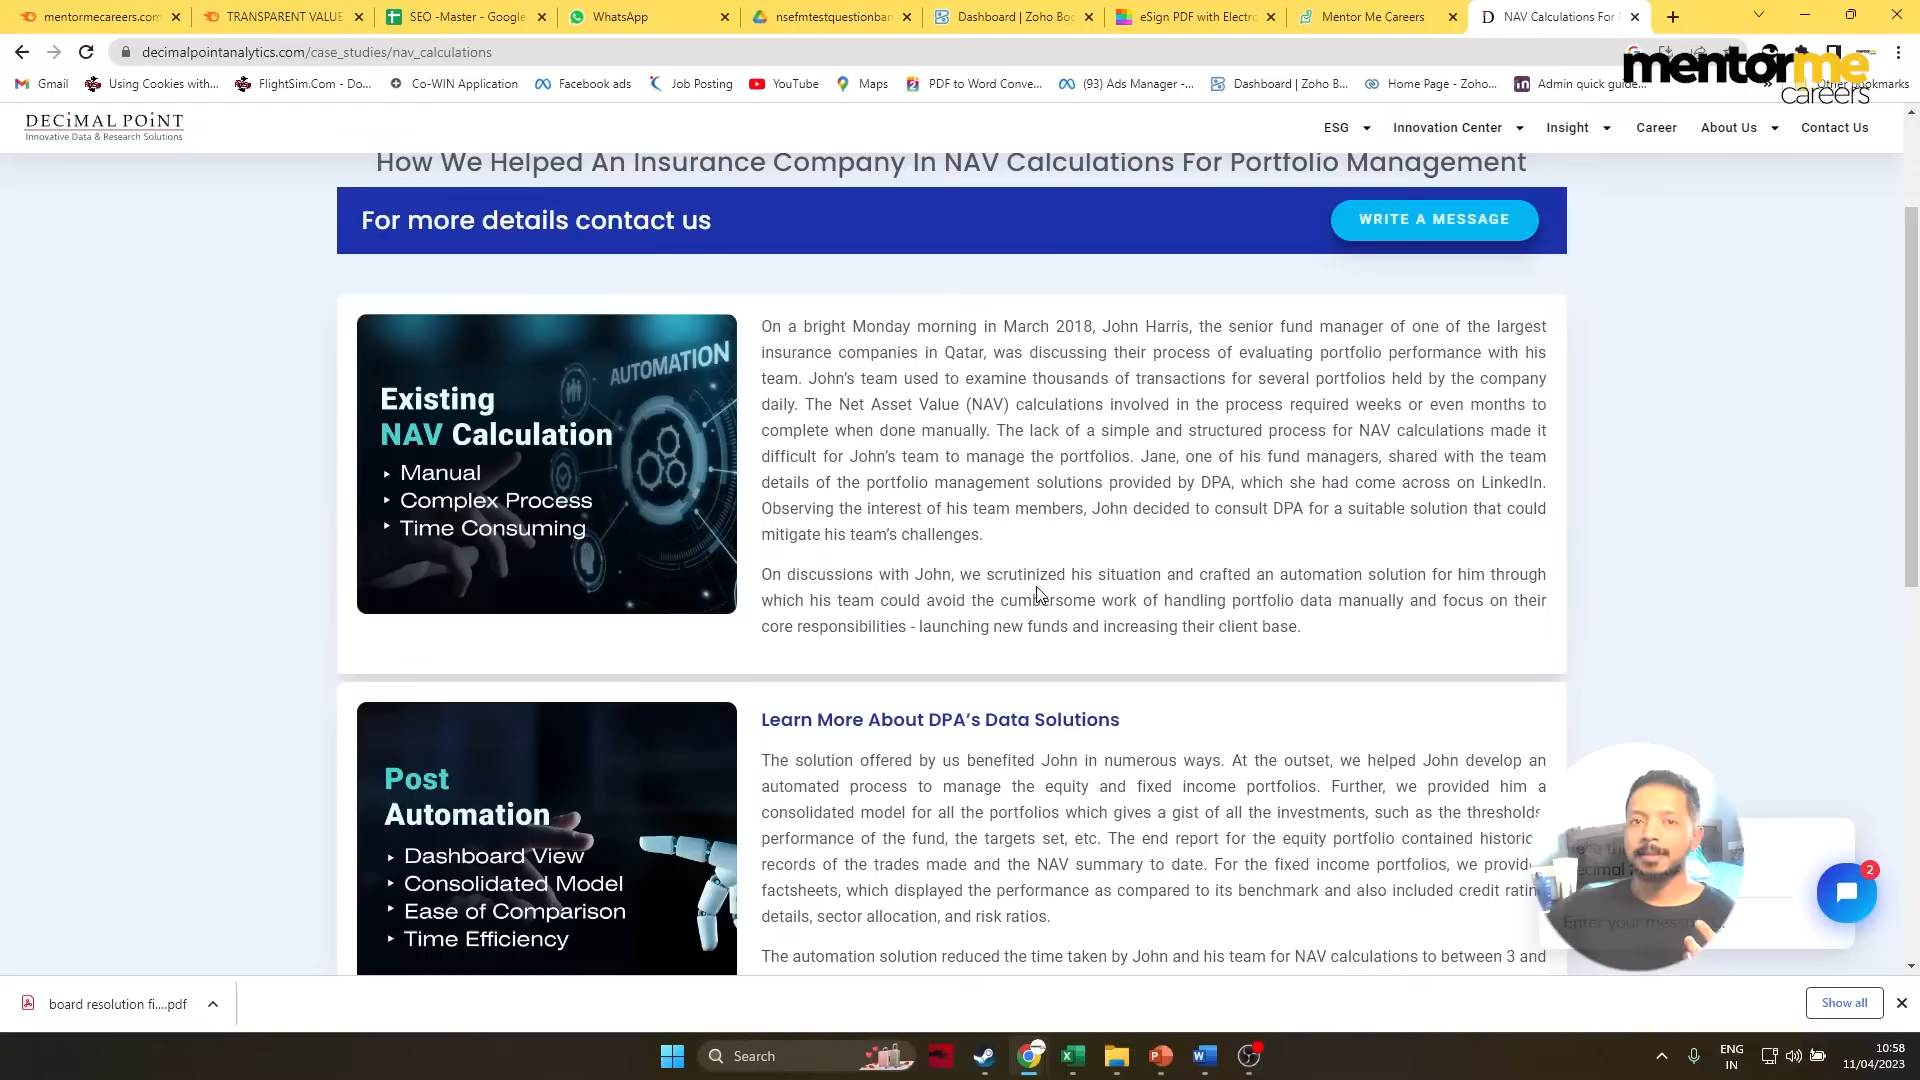 mentormecareers.com
TRANSPARENT VALUE
SEO -Master - Google
WhatsApp
nsefmtestquestionban
Dashboard | Zoho Boo
eSign PDF with Electro
Mentor Me Careers
NAV Calculations For
decimalpointanalytics.com/case_studies/nav_calculations
Gmail
Using Cookies with...
FlightSim.Com - Do...
Co-WIN Application
Facebook ads
Job Posting
YouTube
Maps
PDF to Word Conve...
(93) Ads Manager -...
Dashboard | Zoho B...
Home Page - Zoho...
Admin quick guide...
Other bookmarks
mentorme
careers
DECiMAL POiNT
Innovative Data & Research Solutions
ESG
Innovation Center
Insight
Career
About Us
Contact Us
How We Helped An Insurance Company In NAV Calculations For Portfolio Management
For more details contact us
WRITE A MESSAGE
AUTOMATION
Existing
NAV Calculation
Manual
Complex Process
Time Consuming
On a bright Monday morning in March 2018, John Harris, the senior fund manager of one of the largest
insurance companies in Qatar, was discussing their process of evaluating portfolio performance with his
team. John's team used to examine thousands of transactions for several portfolios held by the company
daily. The Net Asset Value (NAV) calculations involved in the process required weeks or even months to
complete when done manually. The lack of a simple and structured process for NAV calculations made it
difficult for John's team to manage the portfolios. Jane, one of his fund managers, shared with the team
details of the portfolio management solutions provided by DPA, which she had come across on LinkedIn.
Observing the interest of his team members, John decided to consult DPA for a suitable solution that could
mitigate his team's challenges.
On discussions with John, we scrutinized his situation and crafted an automation solution for him through
which his team could avoid the cumbersome work of handling portfolio data manually and focus on their
core responsibilities - launching new funds and increasing their client base.
Post
Automation
Dashboard View
Consolidated Model
Ease of Comparison
Time Efficiency
Learn More About DPA's Data Solutions
The solution offered by us benefited John in numerous ways. At the outset, we helped John develop an
automated process to manage the equity and fixed income portfolios. Further, we provided him a
consolidated model for all the portfolios which gives a gist of all the investments, such as the thresholds
performance of the fund, the targets set, etc. The end report for the equity portfolio contained historic
records of the trades made and the NAV summary to date. For the fixed income portfolios, we provide
factsheets, which displayed the performance as compared to its benchmark and also included credit rating
details, sector allocation, and risk ratios.
The automation solution reduced the time taken by John and his team for NAV calculations to between 3 and
Enter your mes
2
board resolution fi....pdf
Show all
Search
ENG
IN
10:58
11/04/2023